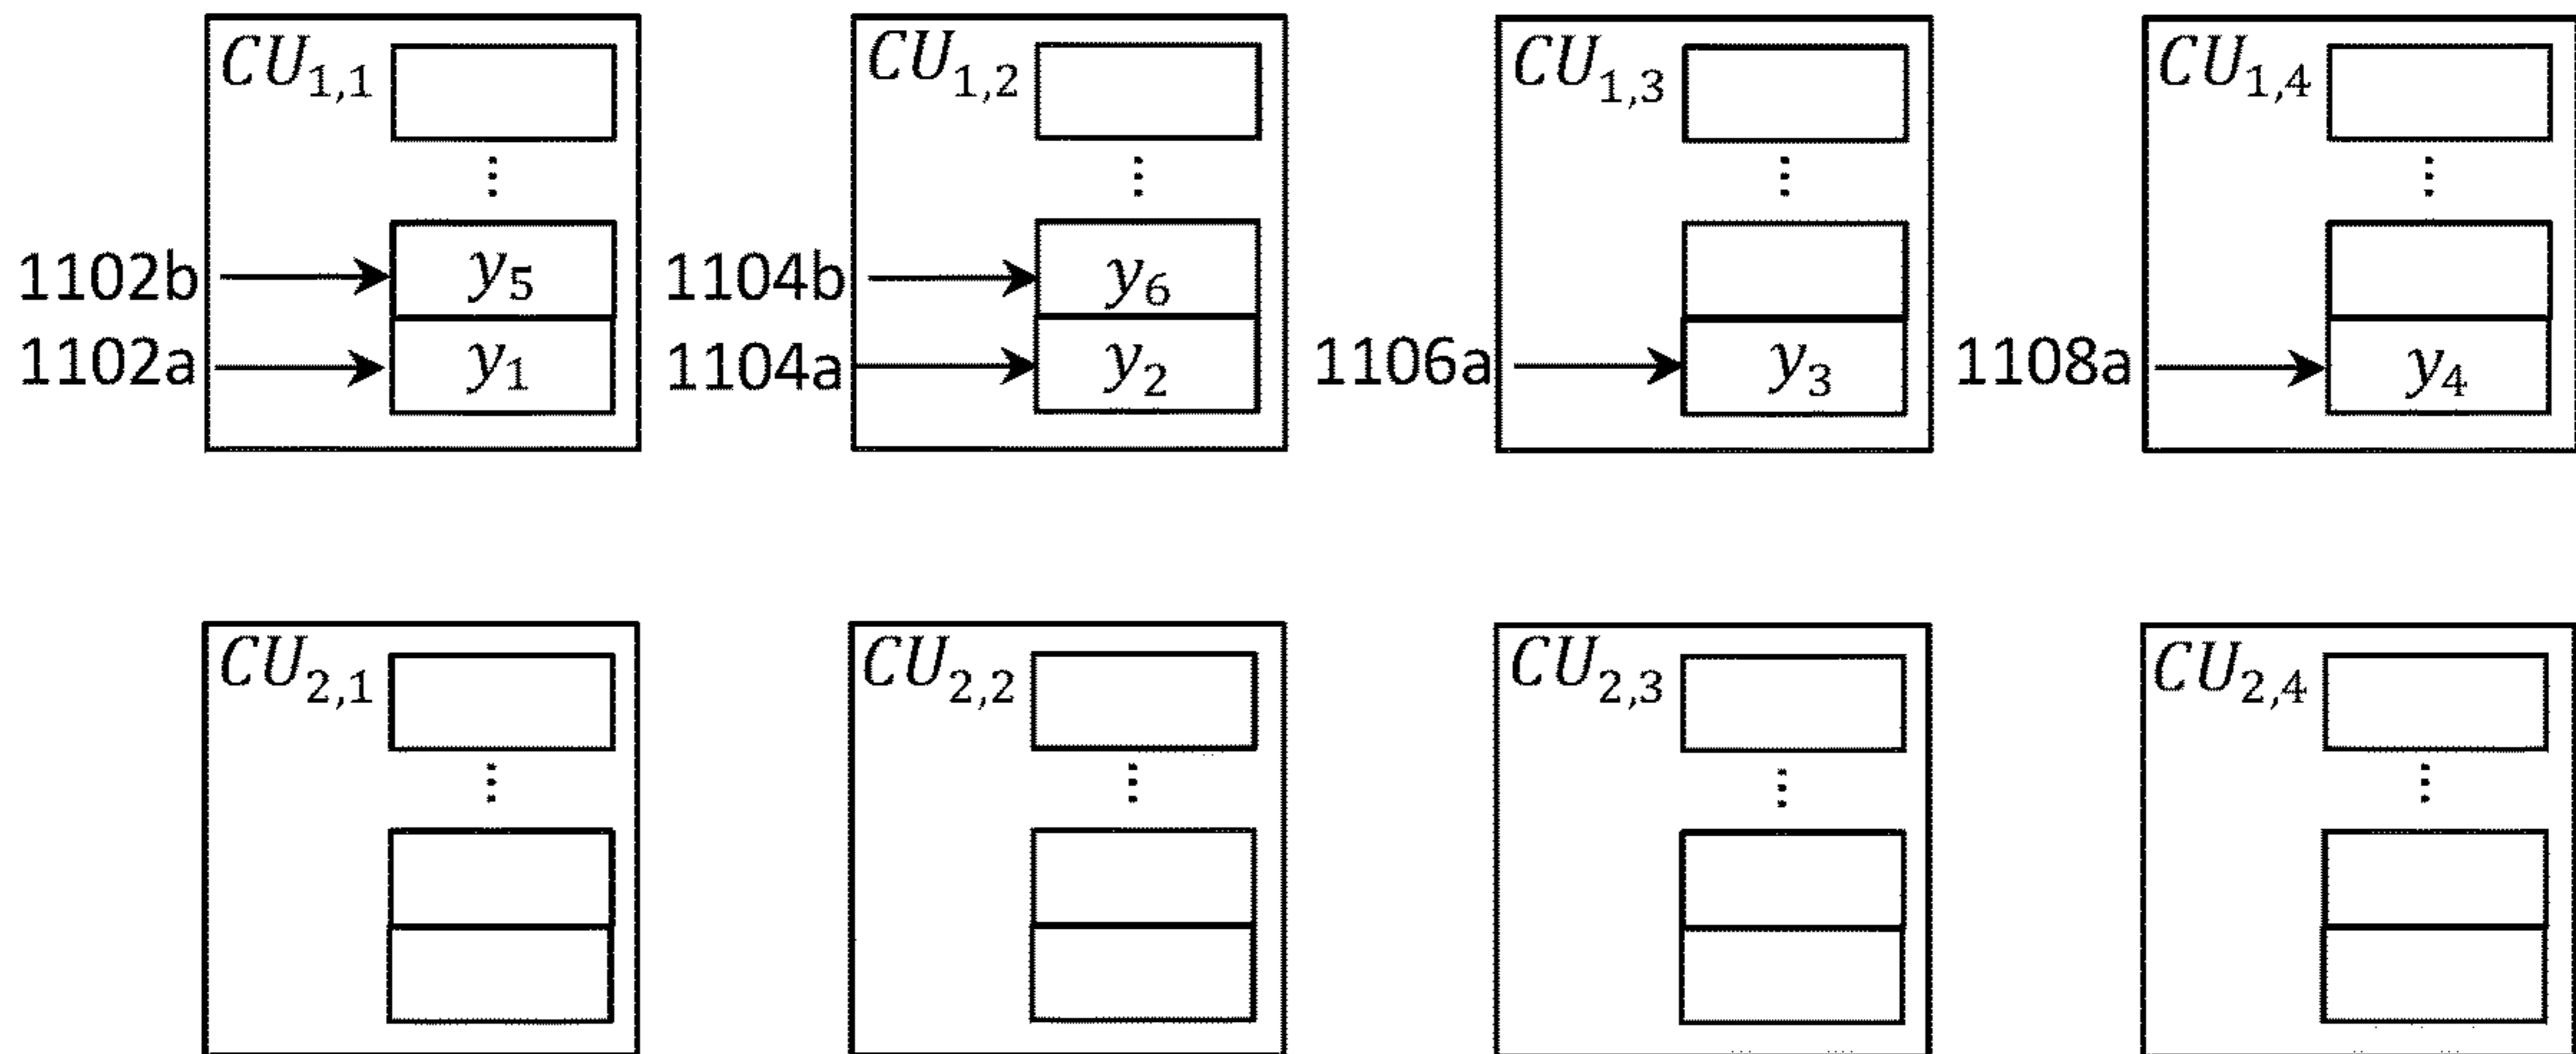 CU1,1 CU1,2 CU1,3 CU1,4
1102b y5 1104b y6
1102a y1 1104a y2 1106a y3 1108a y4
CU2,1 CU2,2 CU2,3 CU2,4